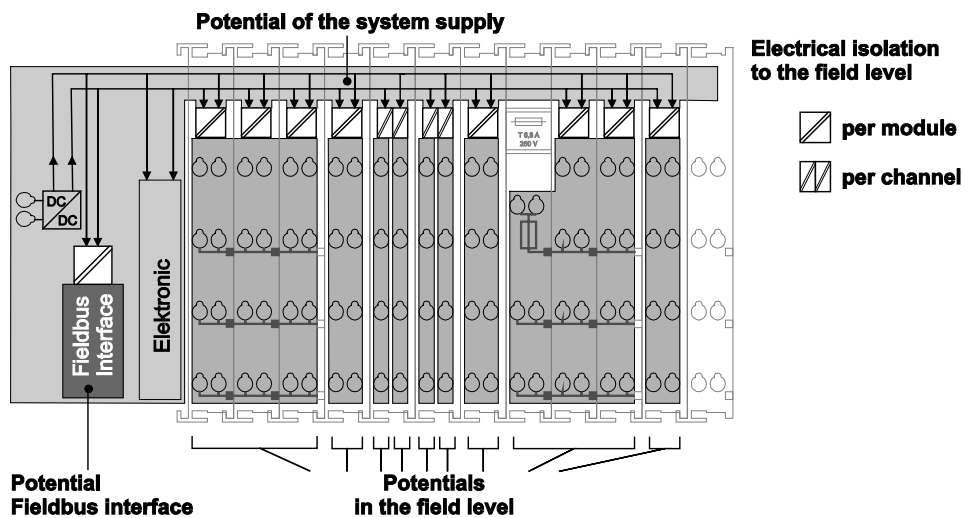 Potential of the system supply
Electrical isolation
to the field level
per module
per channel
T 6,3 A
250 V
DC
DC
Fieldbus
Interface
Elektronic
Potential
Fieldbus interface
Potentials
in the field level